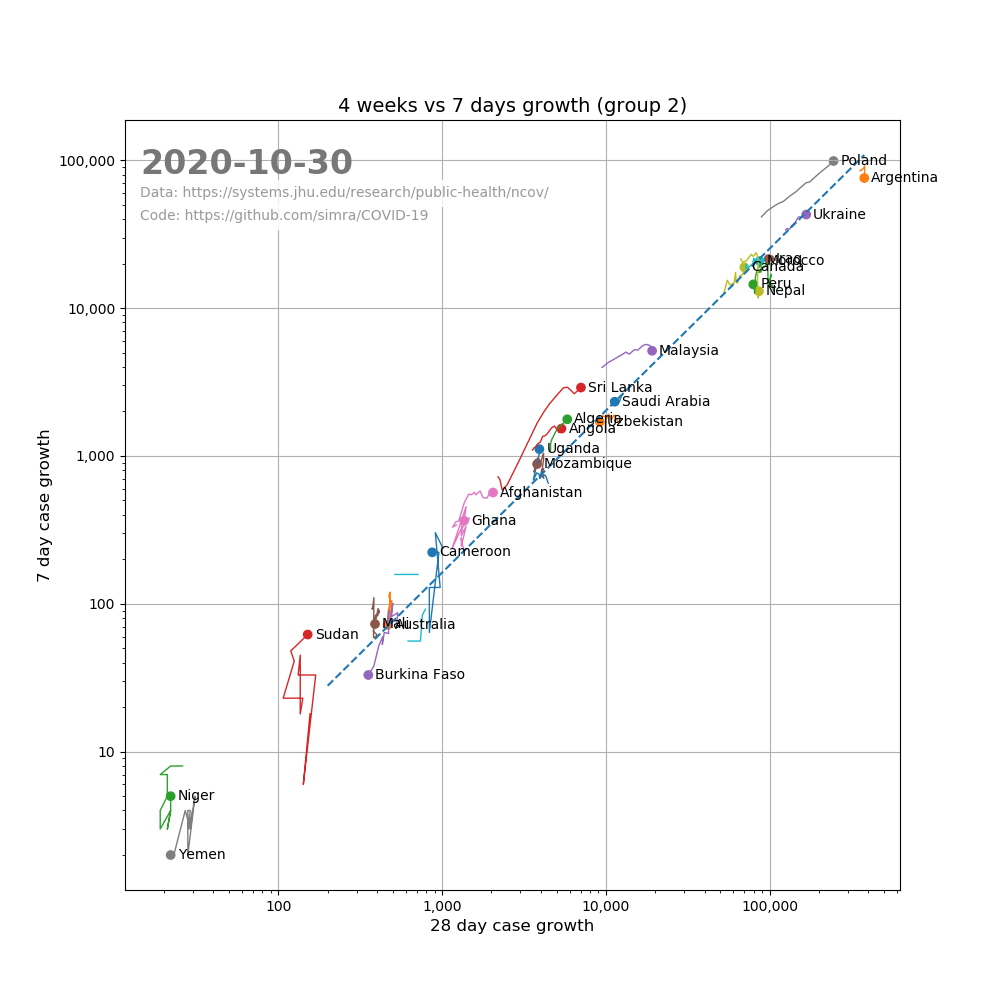 4 weeks vs 7 days growth (group 2)
2020-10-30
Data: https://systems.jhu.edu/research/public-health/ncov/
Code: https://github.com/simra/COVID-19
100,000
10,000
1,000
100
10
7 day case growth
Poland
Argentina
Ukraine
Iraq
Morocco
Canada
Peru
Nepal
Malaysia
Sri Lanka
Saudi Arabia
Algeria
Uzbekistan
Angola
Uganda
Mozambique
Afghanistan
Ghana
Cameroon
Mali
Australia
Sudan
Burkina Faso
Niger
Yemen
100
1,000
10,000
100,000
28 day case growth